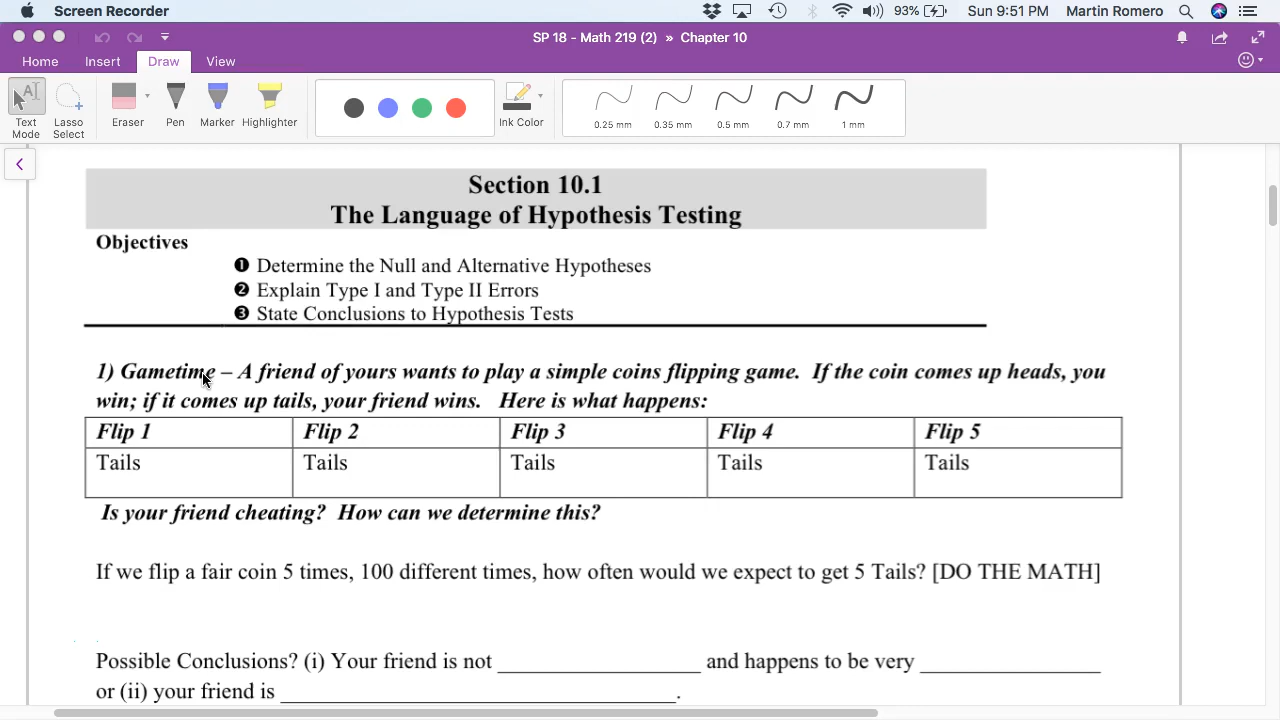 Screen Recorder 93% Sun 9:51 PM Martin Romero
SP 18 - Math 219 (2) » Chapter 10
Home Insert Draw View
Text Mode
Lasso Select
Eraser
Pen
Marker
Highlighter
Ink Color
0.25 mm 0.35 mm 0.5 mm 0.7 mm 1 mm
Section 10.1
The Language of Hypothesis Testing
Objectives
❶ Determine the Null and Alternative Hypotheses
❷ Explain Type I and Type II Errors
❸ State Conclusions to Hypothesis Tests
1) Gametime – A friend of yours wants to play a simple coins flipping game. If the coin comes up heads, you
win; if it comes up tails, your friend wins. Here is what happens:
Flip 1 Flip 2 Flip 3 Flip 4 Flip 5
Tails Tails Tails Tails Tails
Is your friend cheating? How can we determine this?
If we flip a fair coin 5 times, 100 different times, how often would we expect to get 5 Tails? [DO THE MATH]
Possible Conclusions? (i) Your friend is not ___________________ and happens to be very _________________
or (ii) your friend is _____________________________________.